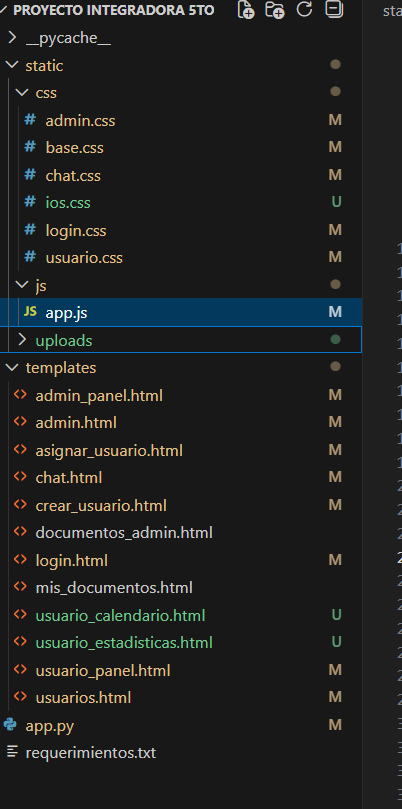 PROYECTO INTEGRADORA 5TO
sta
__pycache__
static
css
# admin.css M
# base.css M
# chat.css M
# ios.css U
# login.css M
# usuario.css M
js
JS app.js M
uploads
templates
<> admin_panel.html M
<> admin.html M
<> asignar_usuario.html M
<> chat.html M
<> crear_usuario.html M
<> documentos_admin.html
<> login.html M
<> mis_documentos.html
<> usuario_calendario.html U
<> usuario_estadisticas.html U
<> usuario_panel.html M
<> usuarios.html M
app.py M
requerimientos.txt